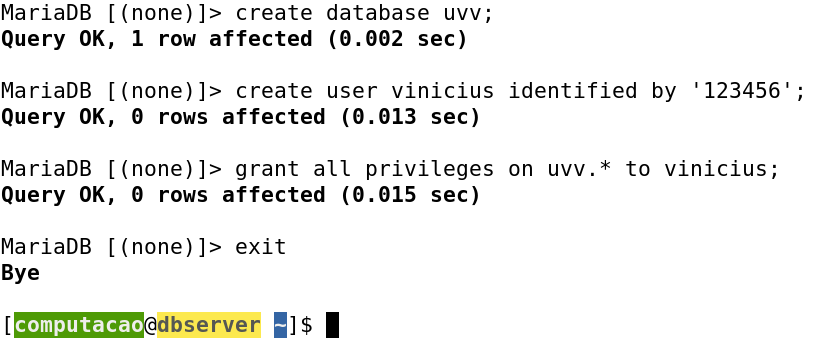 MariaDB [(none)]> create database uvv;
Query OK, 1 row affected (0.002 sec)
MariaDB [(none)]> create user vinicius identified by '123456';
Query OK, 0 rows affected (0.013 sec)
MariaDB [(none)]> grant all privileges on uvv.* to vinicius;
Query OK, 0 rows affected (0.015 sec)
MariaDB [(none)]> exit
Bye
[computacao@dbserver ~]$